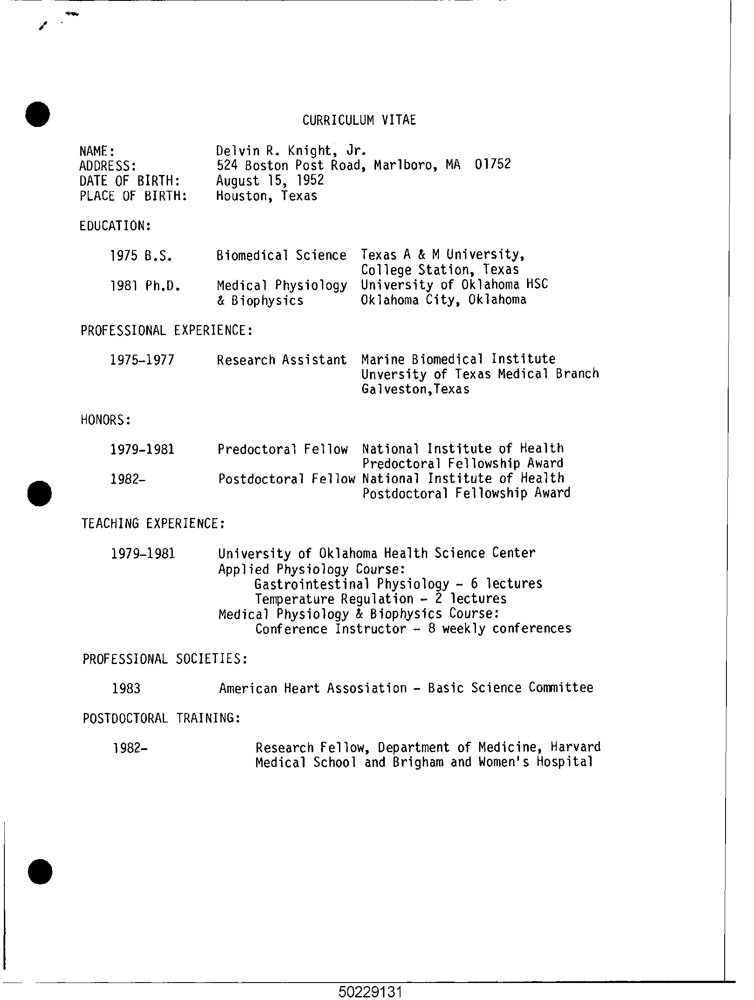 CURRICULUM VITAE
NAME: Delvin R. Knight, Jr.
ADDRESS: 524 Boston Post Road, Marlboro, MA 01752
DATE OF BIRTH: August 15, 1952
PLACE OF BIRTH: Houston, Texas
EDUCATION:
1975 B.S. Biomedical Science Texas A & M University,
College Station, Texas
1981 Ph.D. Medical Physiology University of Oklahoma HSC
& Biophysics Oklahoma City, Oklahoma
PROFESSIONAL EXPERIENCE:
1975-1977 Research Assistant Marine Biomedical Institute
Unversity of Texas Medical Branch
Galveston,Texas
HONORS:
1979-1981 Predoctoral Fellow National Institute of Health
Predoctoral Fellowship Award
1982- Postdoctoral Fellow National Institute of Health
Postdoctoral Fellowship Award
TEACHING EXPERIENCE:
1979-1981 University of Oklahoma Health Science Center
Applied Physiology Course:
Gastrointestinal Physiology - 6 lectures
Temperature Regulation - 2 lectures
Medical Physiology & Biophysics Course:
Conference Instructor - 8 weekly conferences
PROFESSIONAL SOCIETIES:
1983 American Heart Assosiation - Basic Science Committee
POSTDOCTORAL TRAINING:
1982- Research Fellow, Department of Medicine, Harvard
Medical School and Brigham and Women's Hospital
50229131